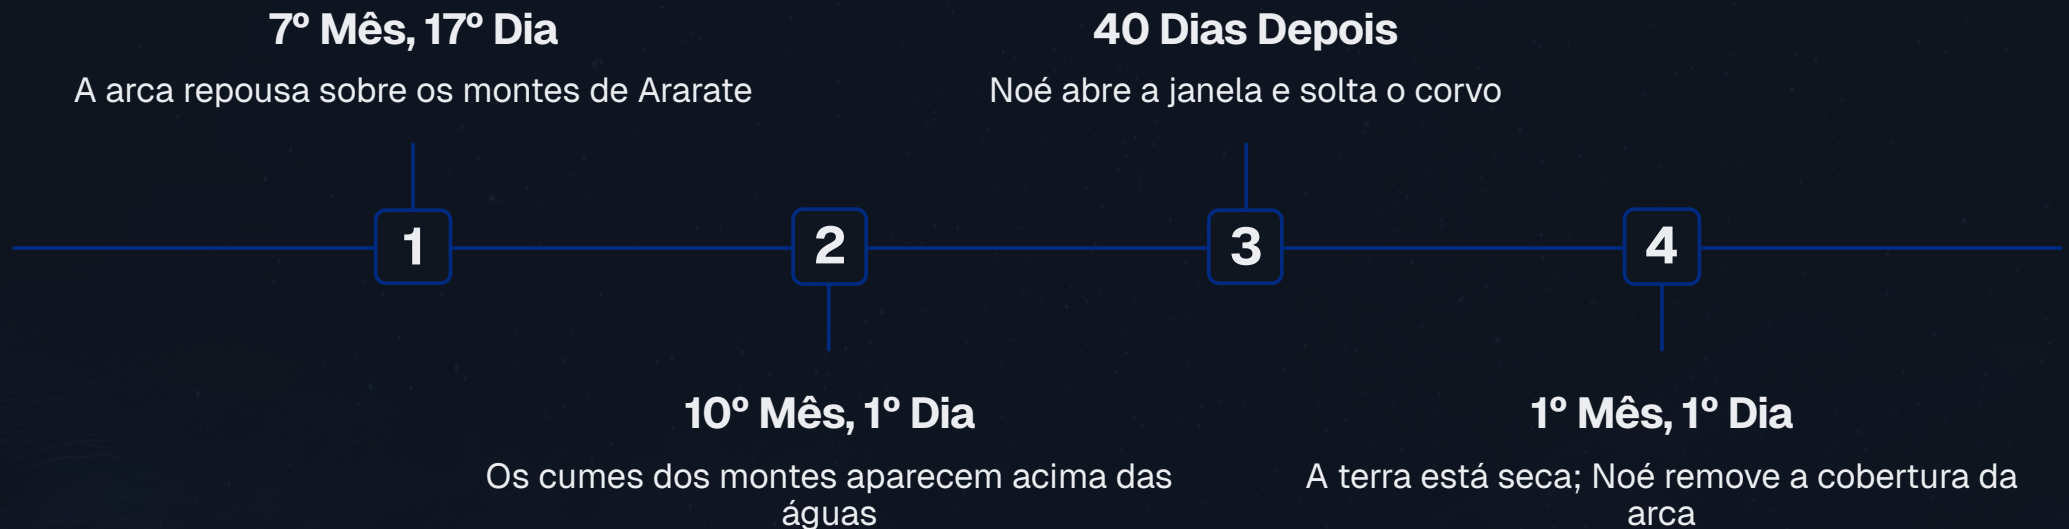 7º Mês, 17º Dia
A arca repousa sobre os montes de Ararate
40 Dias Depois
Noé abre a janela e solta o corvo
1
2
3
4
10º Mês, 1º Dia
Os cumes dos montes aparecem acima das
águas
1º Mês, 1º Dia
A terra está seca; Noé remove a cobertura da
arca